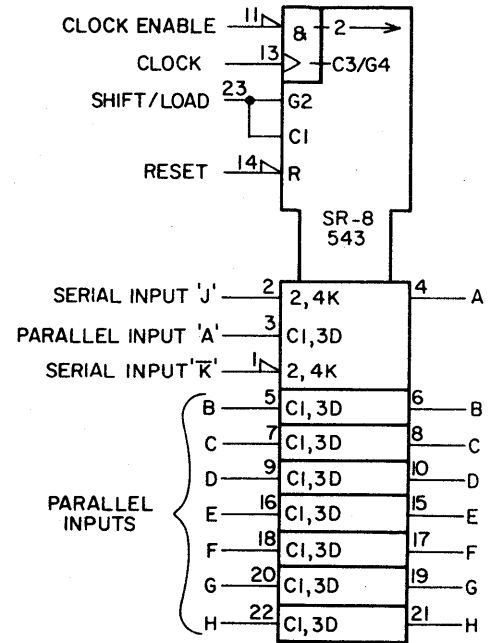 CLOCK ENABLE 11 & 2
CLOCK 13 C3/G4
SHIFT/LOAD 23 G2
C1
RESET 14 R
SR-8
543
SERIAL INPUT 'J' 2 2,4K 4 A
PARALLEL INPUT 'A' 3 C1,3D
SERIAL INPUT 'K̅' 1 2,4K
B 5 C1,3D 6 B
C 7 C1,3D 8 C
D 9 C1,3D 10 D
PARALLEL INPUTS
E 16 C1,3D 15 E
F 18 C1,3D 17 F
G 20 C1,3D 19 G
H 22 C1,3D 21 H